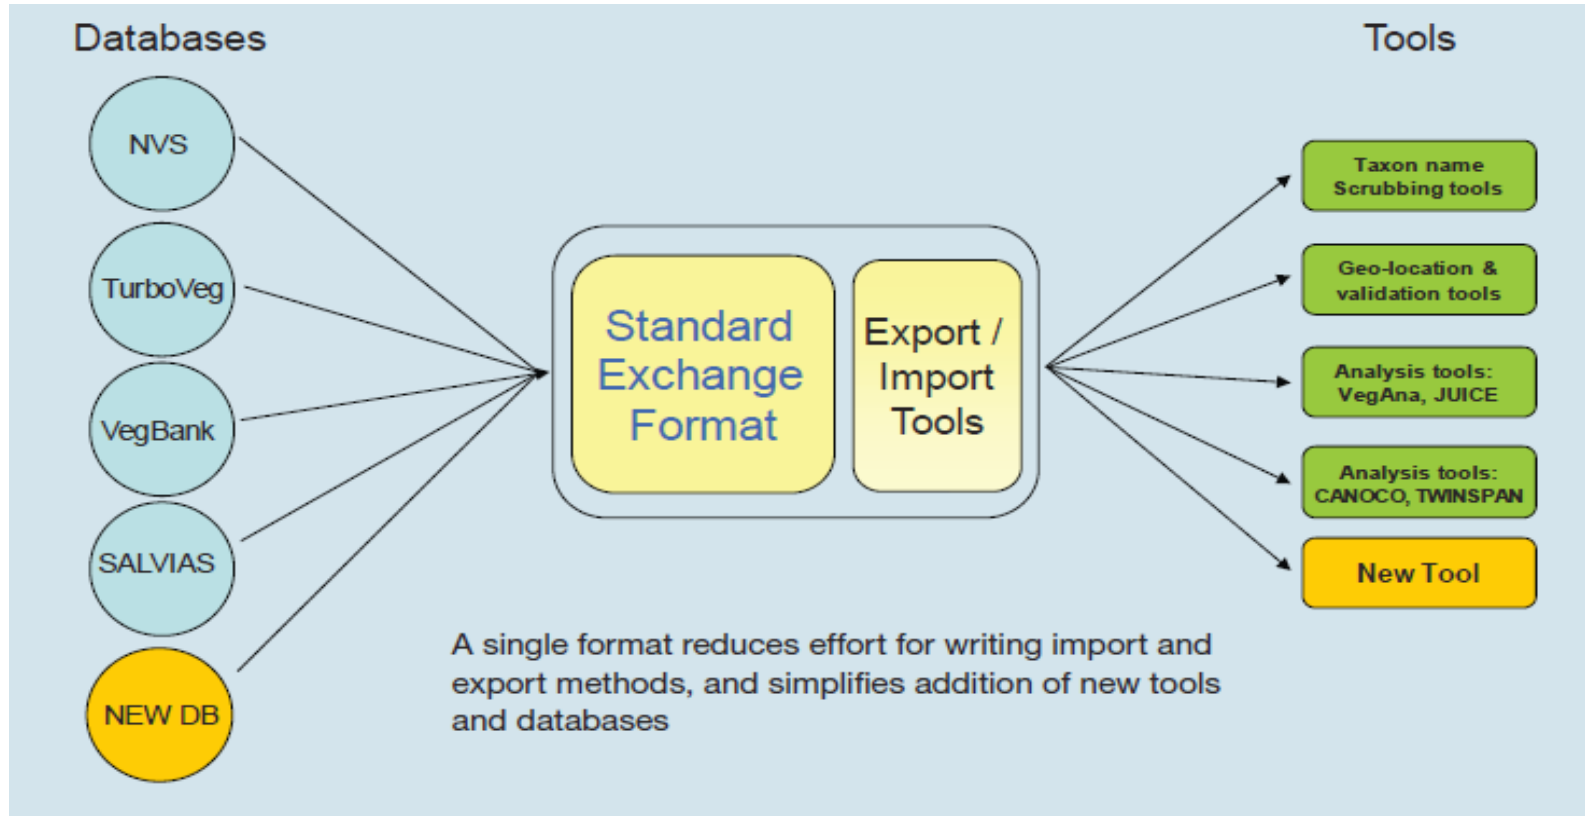 Databases
NVS
TurboVeg
VegBank
SALVIAS
NEW DB
Standard
Exchange
Format
Export /
Import
Tools
A single format reduces effort for writing import and
export methods, and simplifies addition of new tools
and databases
Tools
Taxon name
Scrubbing tools
Geo-location &
validation tools
Analysis tools:
VegAna, JUICE
Analysis tools:
CANOCO, TWINSPAN
New Tool